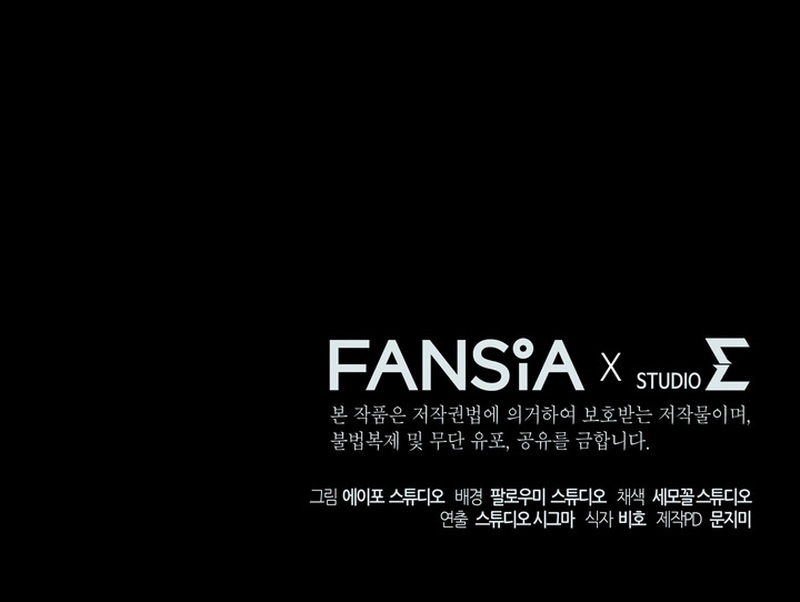 FANSiA X STUDIO Σ
본 작품은 저작권법에 의거하여 보호받는 저작물이며,
불법복제 및 무단 유포, 공유를 금합니다.
그림 에이포 스튜디오 배경 팔로우미 스튜디오 채색 세모꼴스튜디오
연출 스튜디오시그마 식자 비호 제작PD 문지미